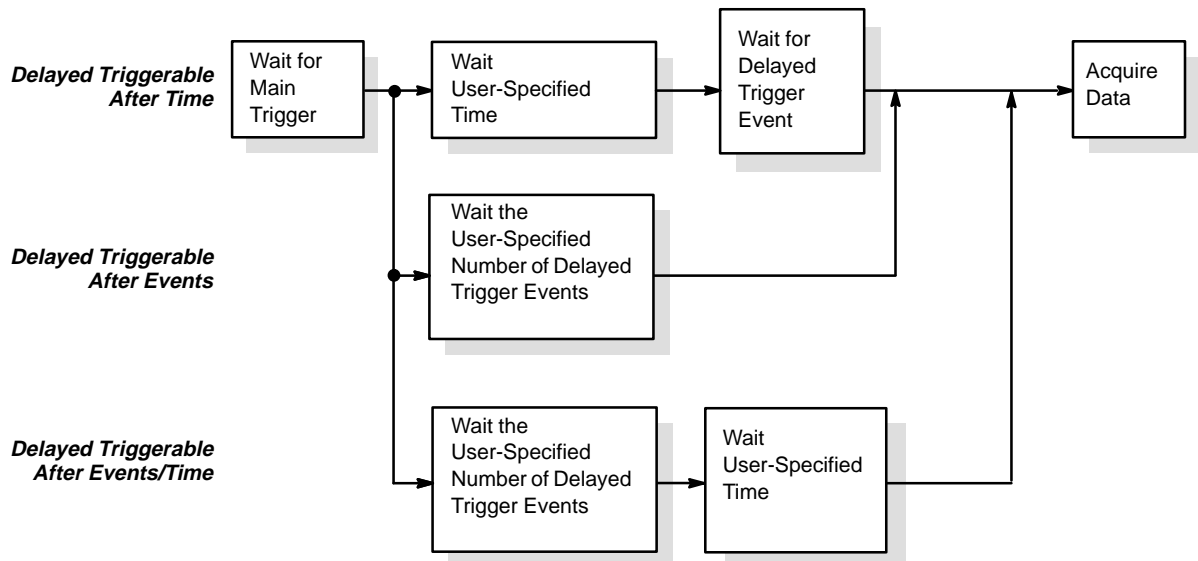 Delayed Triggerable
After Time
Wait for
Main
Trigger
Wait
User-Specified
Time
Wait for
Delayed
Trigger
Event
Acquire
Data
Delayed Triggerable
After Events
Wait the
User-Specified
Number of Delayed
Trigger Events
Delayed Triggerable
After Events/Time
Wait the
User-Specified
Number of Delayed
Trigger Events
Wait
User-Specified
Time